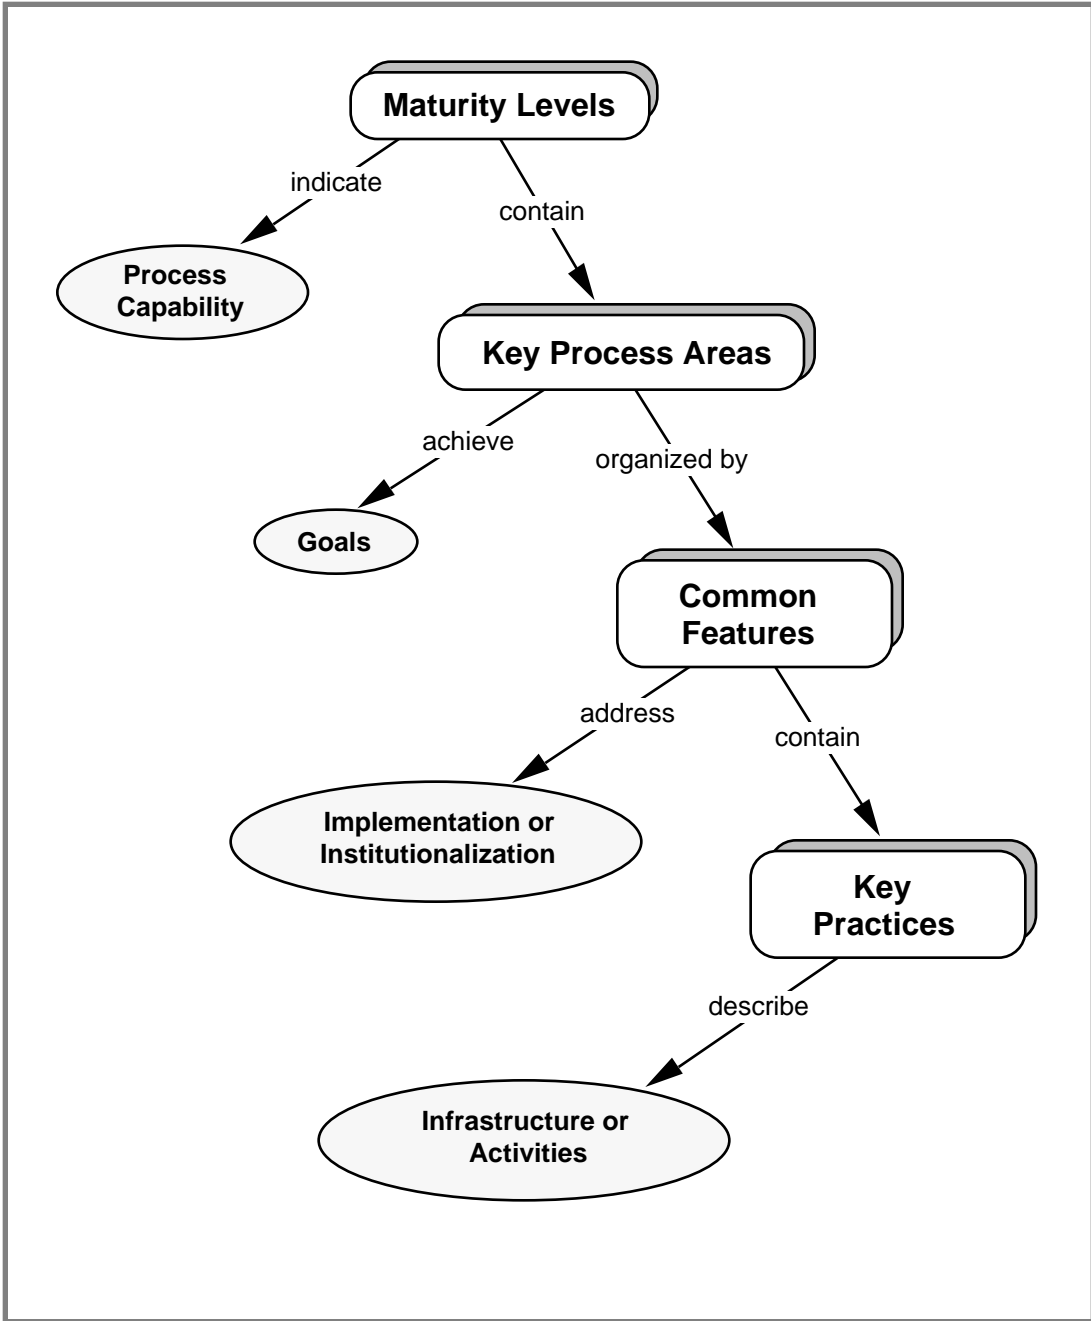 Maturity Levels
indicate
contain
Process
Capability
Key Process Areas
achieve
organized by
Goals
Common
Features
address
contain
Implementation or
Institutionalization
Key
Practices
describe
Infrastructure or
Activities